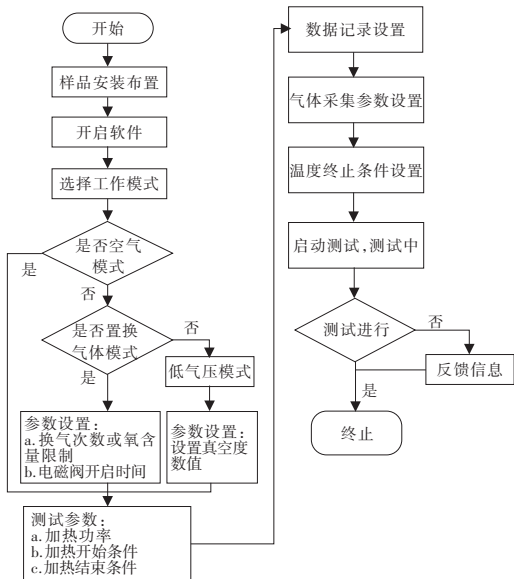 开始
样品安装布置
开启软件
选择工作模式
是否空气
模式
是
否
是否置换
气体模式
否
是
低气压模式
参数设置：
a.换气次数或氧含
量限制
b.电磁阀开启时间
参数设置：
设置真空度
数值
测试参数：
a.加热功率
b.加热开始条件
c.加热结束条件
数据记录设置
气体采集参数设置
温度终止条件设置
启动测试,测试中
测试进行
否
反馈信息
是
终止